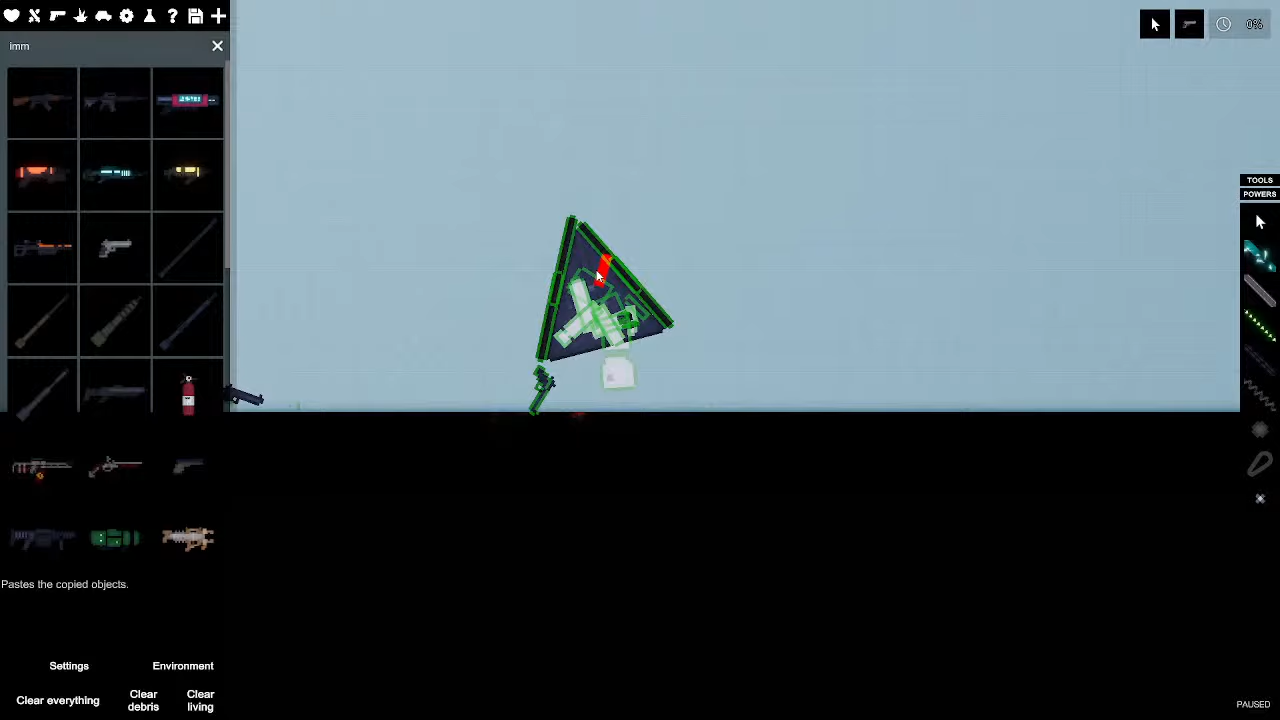 imm
0%
TOOLS
POWERS
Pastes the copied objects.
Settings
Environment
Clear everything
Clear debris
Clear living
PAUSED